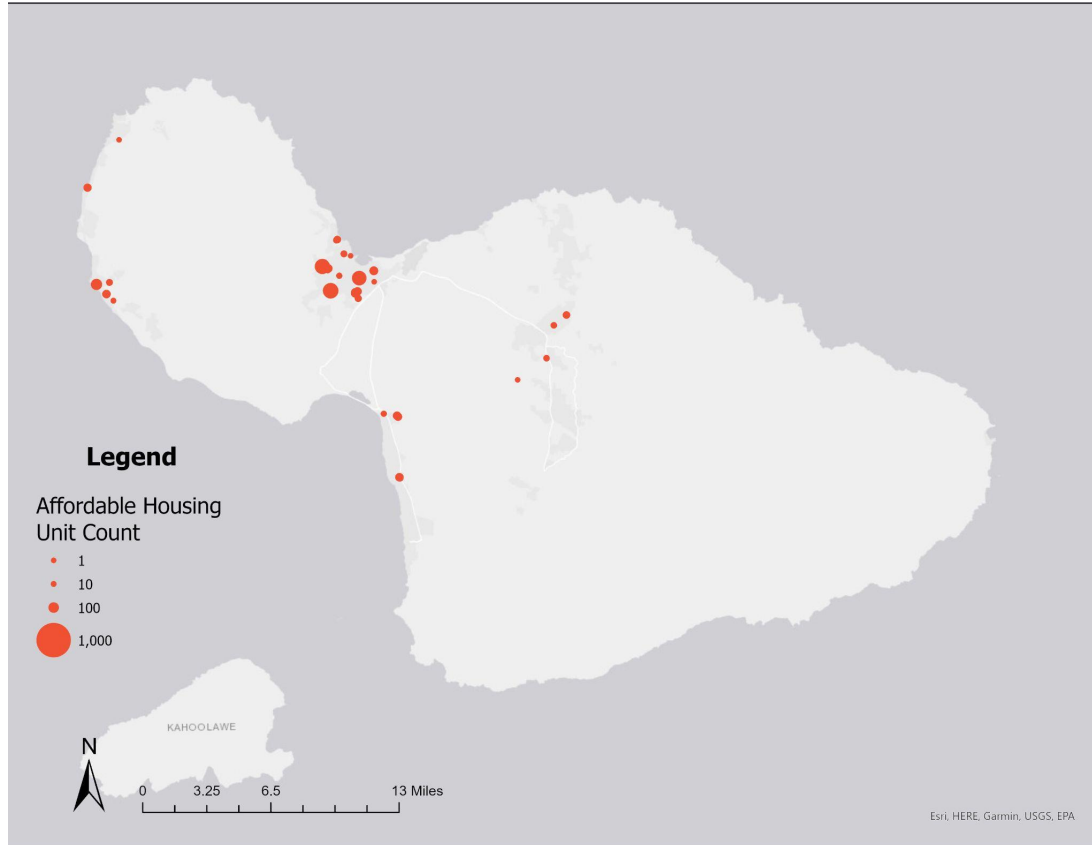 Legend
Affordable Housing
Unit Count
1
10
100
1,000
KAHOOLAWE
N
0 3.25 6.5 13 Miles
Esri, HERE, Garmin, USGS, EPA